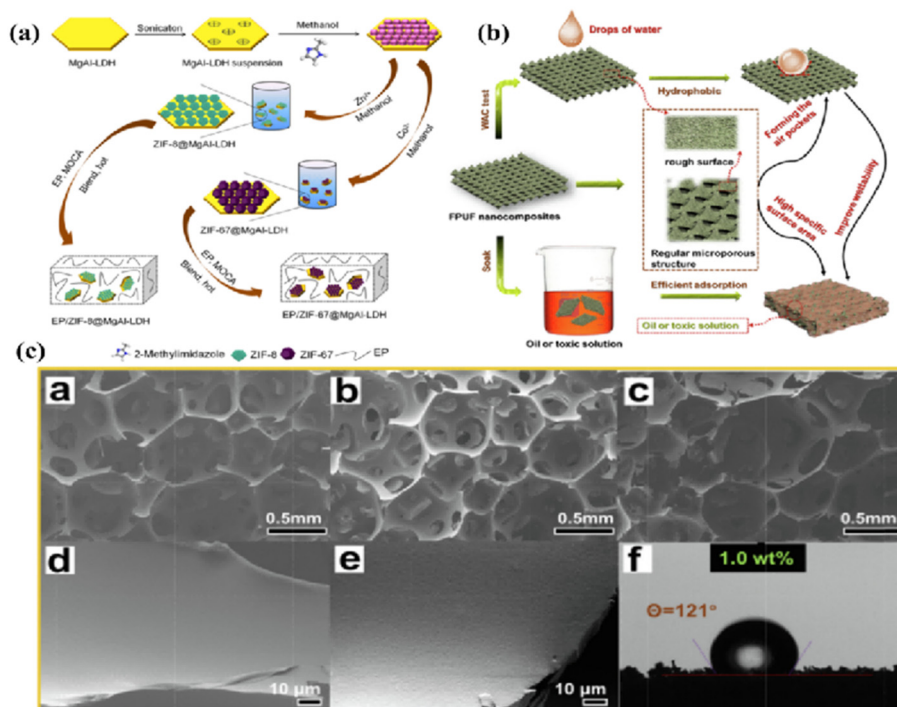 (a)
Sonicaton
Methanol
MgAl-LDH
MgAl-LDH suspension
Zn²⁺
Methanol
Co²⁺
Methanol
ZIF-8@MgAl-LDH
EP, MOCA
Blend, hot
ZIF-67@MgAl-LDH
EP, MOCA
Blend, hot
EP/ZIF-8@MgAl-LDH
EP/ZIF-67@MgAl-LDH
2-Methylimidazole ZIF-8 ZIF-67 EP
(b)
Drops of water
Hydrophobic
WAC test
rough surface
Forming the
air pockets
Improve wettability
FPUF nanocomposites
High specific
surface area
Regular microporous
structure
Soak
Efficient adsorption
Oil or toxic solution
Oil or toxic solution
(c)
a
0.5mm
b
0.5mm
c
0.5mm
d
10 μm
e
10 μm
f
1.0 wt%
Θ=121°